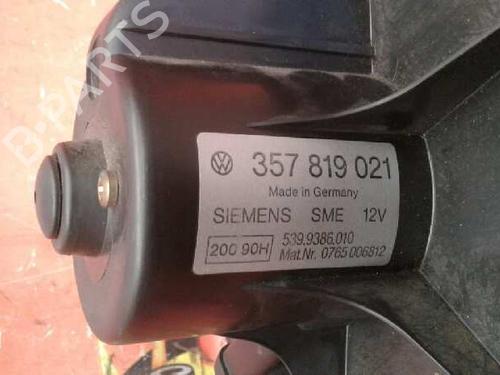 B-PARTS
357 819 021
Made in Germany
SIEMENS SME 12V
200 90H
539.9386.010
Mat.Nr. 0765 006812